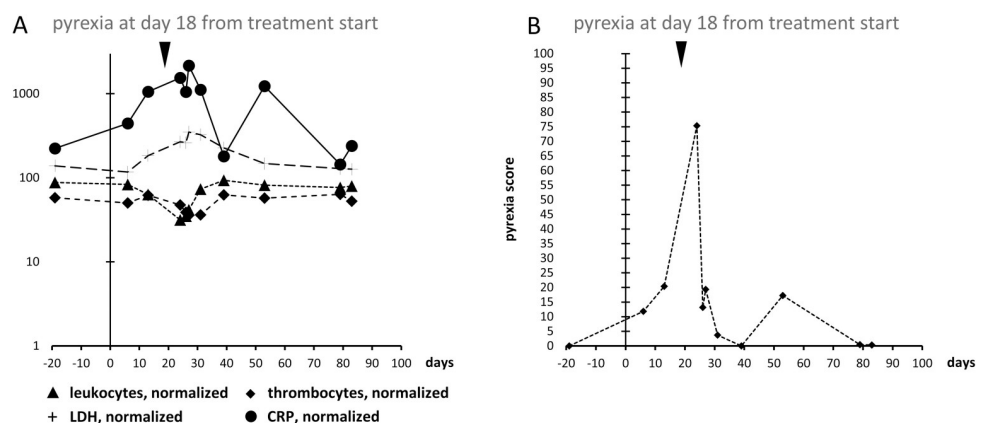 A
pyrexia at day 18 from treatment start
1000
100
10
1
-20 -10 0 10 20 30 40 50 60 70 80 90 100 days
leukocytes, normalized
thrombocytes, normalized
LDH, normalized
CRP, normalized
B
pyrexia at day 18 from treatment start
pyrexia score
100
95
90
85
80
75
70
65
60
55
50
45
40
35
30
25
20
15
10
5
0
-20 -10 0 10 20 30 40 50 60 70 80 90 100 days